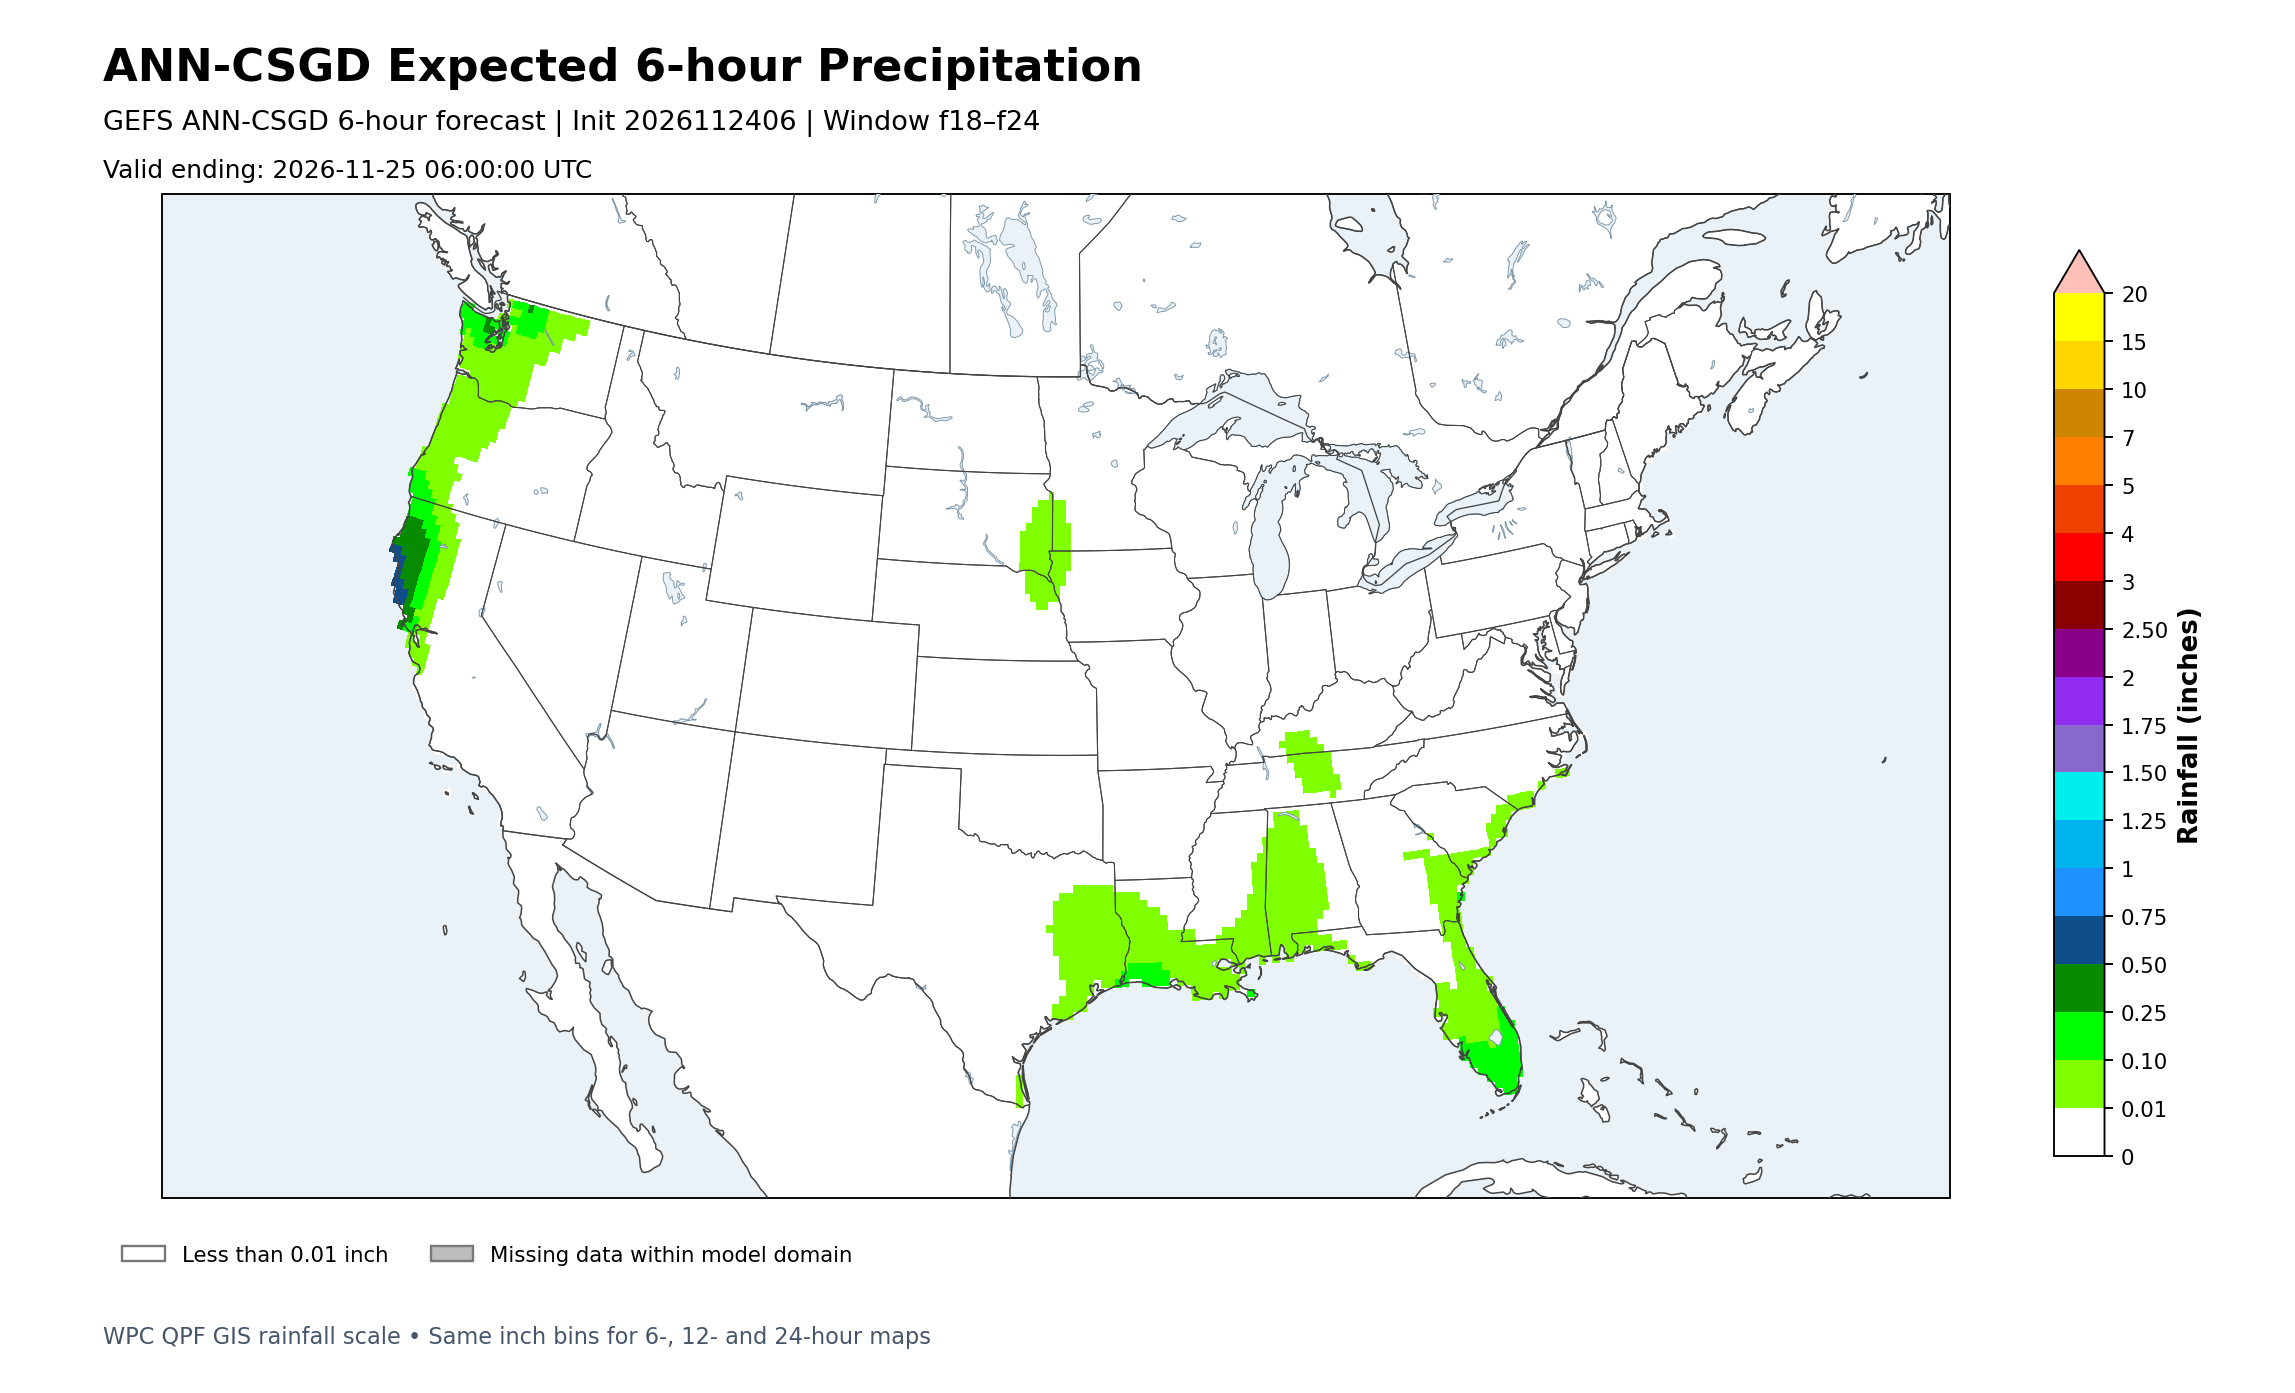 ANN-CSGD Expected 6-hour Precipitation
GEFS ANN-CSGD 6-hour forecast | Init 2026112406 | Window f18–f24
Valid ending: 2026-11-25 06:00:00 UTC
20
15
10
7
5
4
3
2.50
2
1.75
1.50
1.25
1
0.75
0.50
0.25
0.10
0.01
0
Rainfall (inches)
Less than 0.01 inch
Missing data within model domain
WPC QPF GIS rainfall scale • Same inch bins for 6-, 12- and 24-hour maps